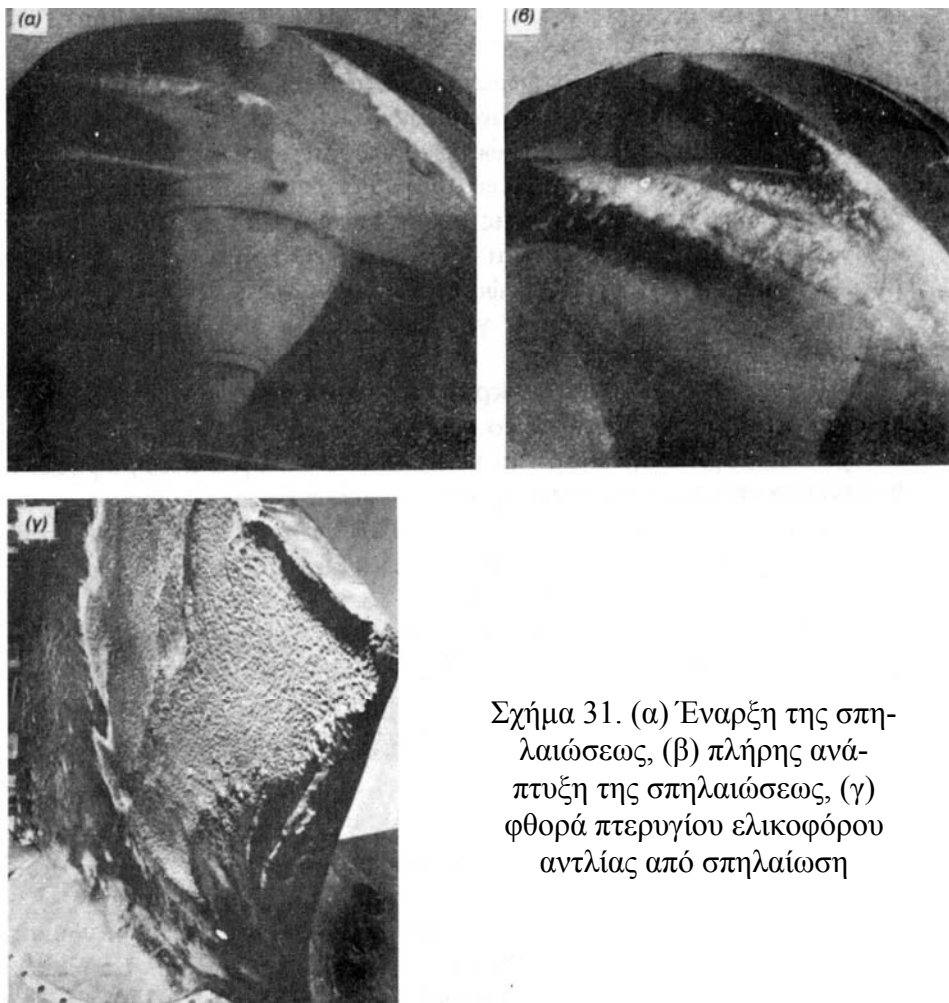 (α)
(β)
(γ)
Σχήμα 31. (α) Έναρξη της σπη-
λαιώσεως, (β) πλήρης ανά-
πτυξη της σπηλαιώσεως, (γ)
φθορά πτερυγίου ελικοφόρου
αντλίας από σπηλαίωση